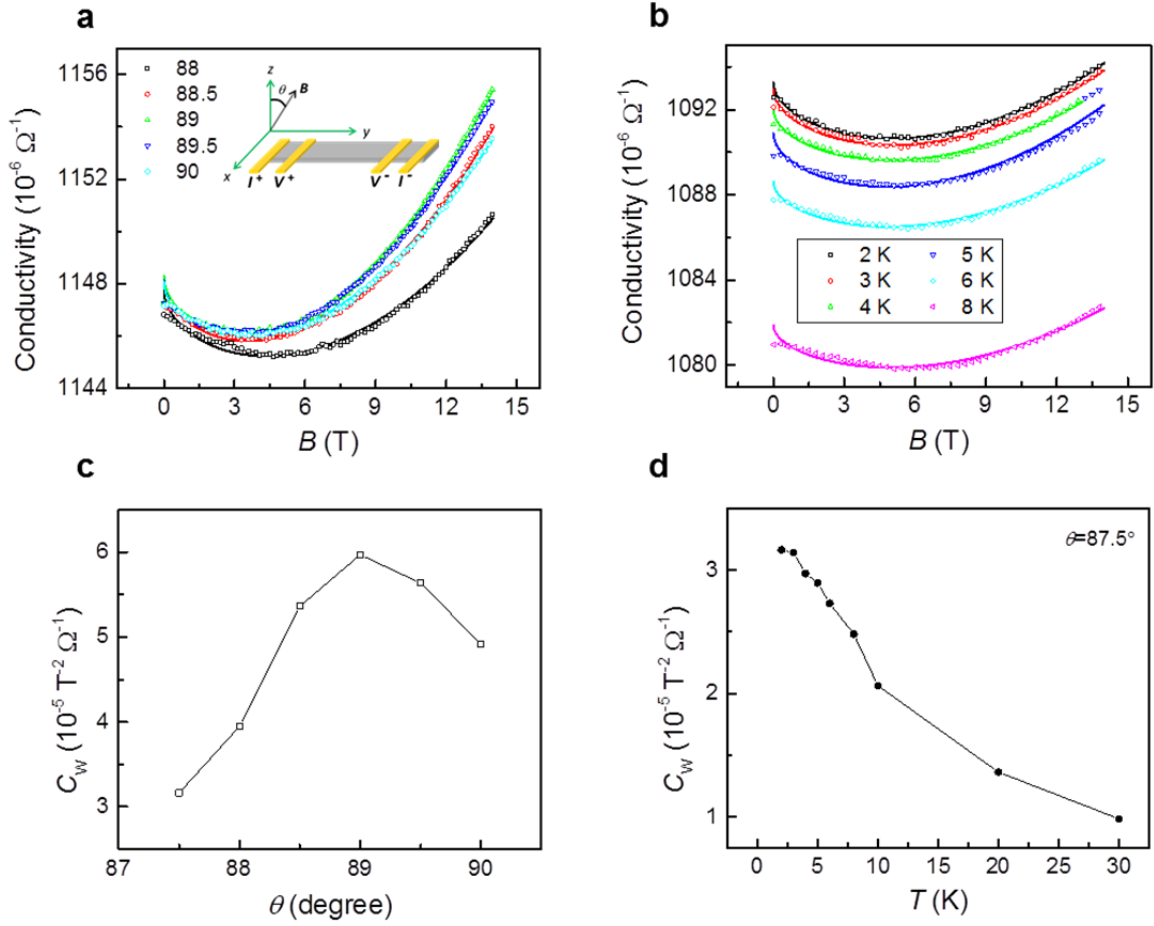 a
1156
1152
1148
1144
Conductivity (10⁻⁶ Ω⁻¹)
88
88.5
89
89.5
90
z
θ
B
y
x
I⁺ V⁺ V⁻ I⁻
0 3 6 9 12 15
B (T)
b
1092
1088
1084
1080
Conductivity (10⁻⁶ Ω⁻¹)
2 K 5 K
3 K 6 K
4 K 8 K
0 3 6 9 12 15
B (T)
c
6
5
4
3
C_W (10⁻⁵ T⁻² Ω⁻¹)
87 88 89 90
θ (degree)
d
θ=87.5°
3
2
1
C_W (10⁻⁵ T⁻² Ω⁻¹)
0 5 10 15 20 25 30
T (K)